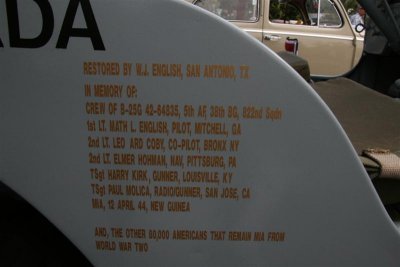 ADA
RESTORED BY W.J. ENGLISH, SAN ANTONIO, TX
IN MEMORY OF:
CREW OF B-25G 42-64835, 5th AF, 38th BG, 822nd Sqdn
1st LT. MATH L. ENGLISH, PILOT, MITCHELL, GA
2nd LT. LEO ARD COBY, CO-PILOT, BRONX NY
2nd LT. ELMER HOHMAN, NAV, PITTSBURG, PA
TSgt HARRY KIRK, GUNNER, LOUISVILLE, KY
TSgt PAUL MOLICA, RADIO/GUNNER, SAN JOSE, CA
MIA, 12 APRIL 44, NEW GUINEA
AND, THE OTHER 80,000 AMERICANS THAT REMAIN MIA FROM
WORLD WAR TWO